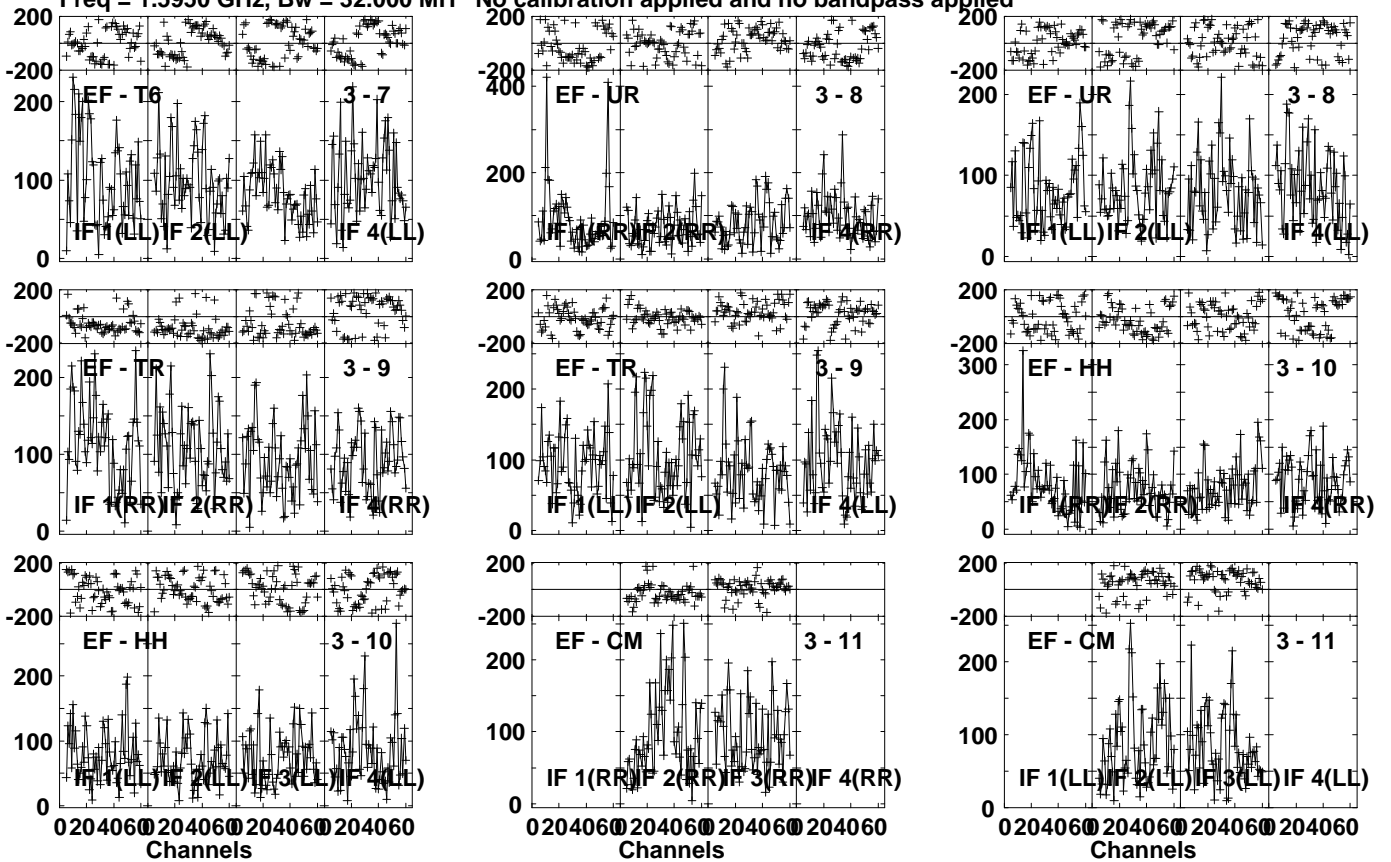 Freq = 1.5950 GHz, Bw = 32.000 MH No calibration applied and no bandpass applied
200
-200
200
100
0
EF - T6
3 - 7
IF 1(LL) IF 2(LL) IF 4(LL)
200
-200
400
200
0
EF - UR
3 - 8
IF 1(RR) IF 2(RR) IF 4(RR)
200
-200
200
100
0
EF - UR
3 - 8
IF 1(LL) IF 2(LL) IF 4(LL)
200
-200
200
100
0
EF - TR
3 - 9
IF 1(RR) IF 2(RR) IF 4(RR)
200
-200
200
100
0
EF - TR
3 - 9
IF 1(LL) IF 2(LL) IF 4(LL)
200
-200
300
200
100
0
EF - HH
3 - 10
IF 1(RR) IF 2(RR) IF 4(RR)
200
-200
200
100
0
EF - HH
3 - 10
IF 1(LL) IF 2(LL) IF 3(LL) IF 4(LL)
0 20 40 60 0 20 40 60 0 20 40 60 0 20 40 60
Channels
200
-200
200
100
0
EF - CM
3 - 11
IF 1(RR) IF 2(RR) IF 3(RR) IF 4(RR)
0 20 40 60 0 20 40 60 0 20 40 60 0 20 40 60
Channels
200
-200
200
100
0
EF - CM
3 - 11
IF 1(LL) IF 2(LL) IF 3(LL) IF 4(LL)
0 20 40 60 0 20 40 60 0 20 40 60 0 20 40 60
Channels